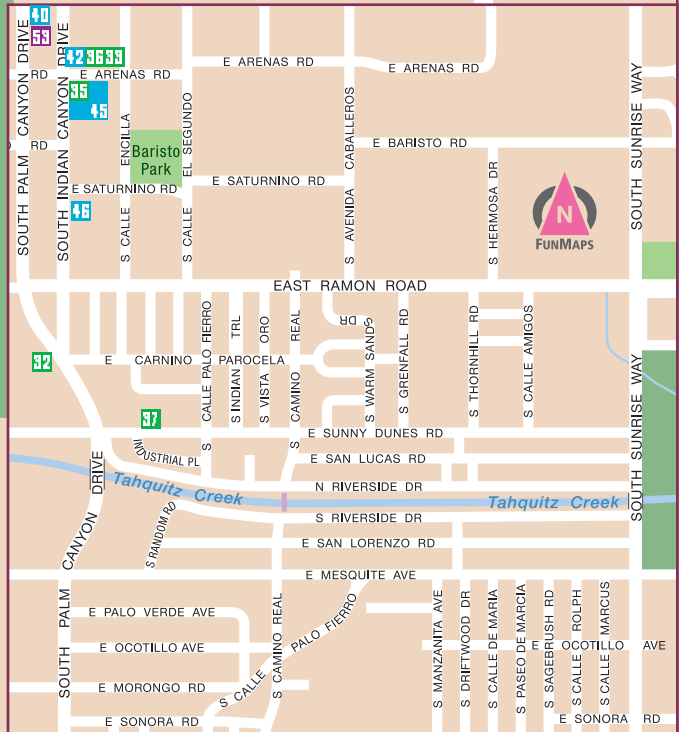 40
53
42 36 39
35
45
46
32
37
SOUTH PALM CANYON DRIVE
SOUTH INDIAN CANYON DRIVE
RD
E ARENAS RD
E ARENAS RD
E ARENAS RD
RD
S CALLE ENCILLA
Baristo
Park
S CALLE EL SEGUNDO
E BARISTO RD
E SATURNINO RD
E SATURNINO RD
S AVENIDA CABALLEROS
S HERMOSA DR
SOUTH SUNRISE WAY
N
FUNMAPS
EAST RAMON ROAD
E CARNINO PAROCELA
S CALLE PALO FIERRO
S INDIAN TRL
S VISTA ORO
S CAMINO REAL
S WARM SANDS DR
S GRENFALL RD
S THORNHILL RD
S CALLE AMIGOS
SOUTH SUNRISE WAY
E SUNNY DUNES RD
INDUSTRIAL PL
E SAN LUCAS RD
N RIVERSIDE DR
Tahquitz Creek
Tahquitz Creek
S RIVERSIDE DR
S RANDOM RD
E SAN LORENZO RD
E MESQUITE AVE
SOUTH PALM CANYON DRIVE
E PALO VERDE AVE
E OCOTILLO AVE
E MORONGO RD
E SONORA RD
S CALLE PALO FIERRO
S CAMINO REAL
S MANZANITA AVE
S DRIFTWOOD DR
S CALLE DE MARIA
S PASEO DE MARCIA
S SAGEBRUSH RD
S CALLE ROLPH
S CALLE MARCUS
E OCOTILLO AVE
E SONORA RD